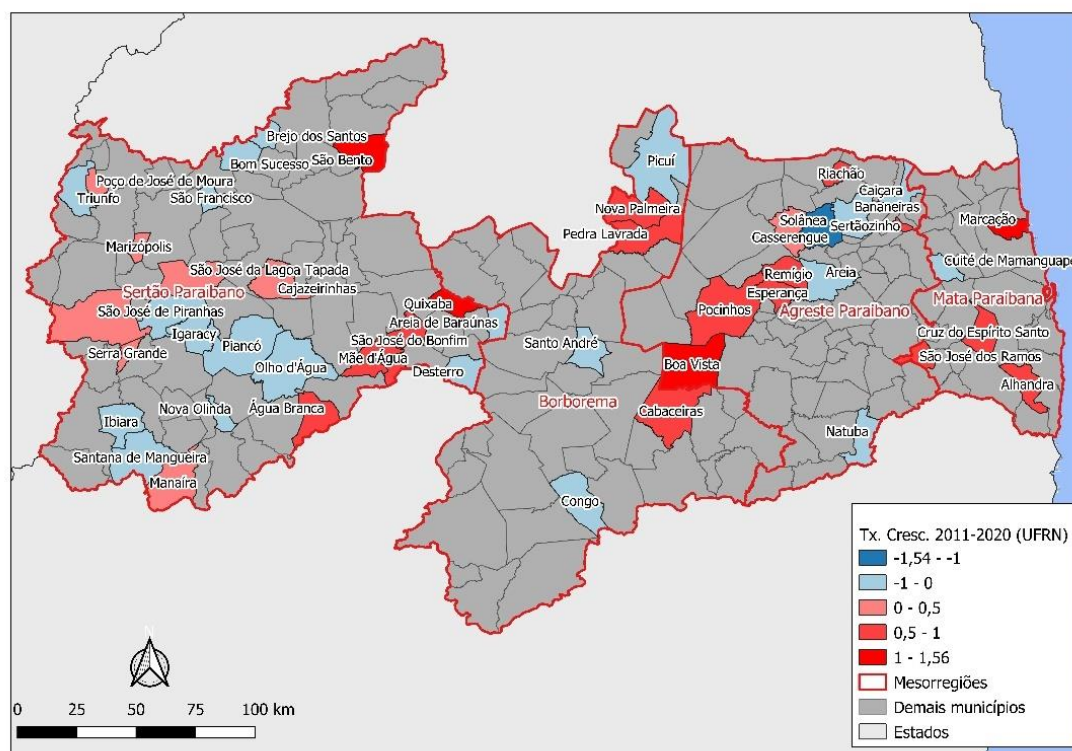 Brejo dos Santos
Bom Sucesso
São Bento
Poço de José de Moura
Triunfo
São Francisco
Marizópolis
São José da Lagoa Tapada
Sertão Paraibano
Cajazeirinhas
São José de Piranhas
Igaracy
Piancó
Serra Grande
Olho d'Água
Nova Olinda
Água Branca
Ibiara
Santana de Mangueira
Manaíra
Quixaba
Areia de Baraúnas
São José do Bonfim
Mãe d'Água
Desterro
Picuí
Nova Palmeira
Pedra Lavrada
Santo André
Borborema
Congo
Cabaceiras
Boa Vista
Pocinhos
Riachão
Caiçara
Bananeiras
Solânea
Sertãozinho
Casserengue
Remígio
Areia
Esperança
Agreste Paraibano
Natuba
Marcação
Cuité de Mamanguape
Mata Paraibana
Cruz do Espírito Santo
São José dos Ramos
Alhandra
N
0 25 50 75 100 km
Tx. Cresc. 2011-2020 (UFRN)
-1,54 - -1
-1 - 0
0 - 0,5
0,5 - 1
1 - 1,56
Mesorregiões
Demais municípios
Estados